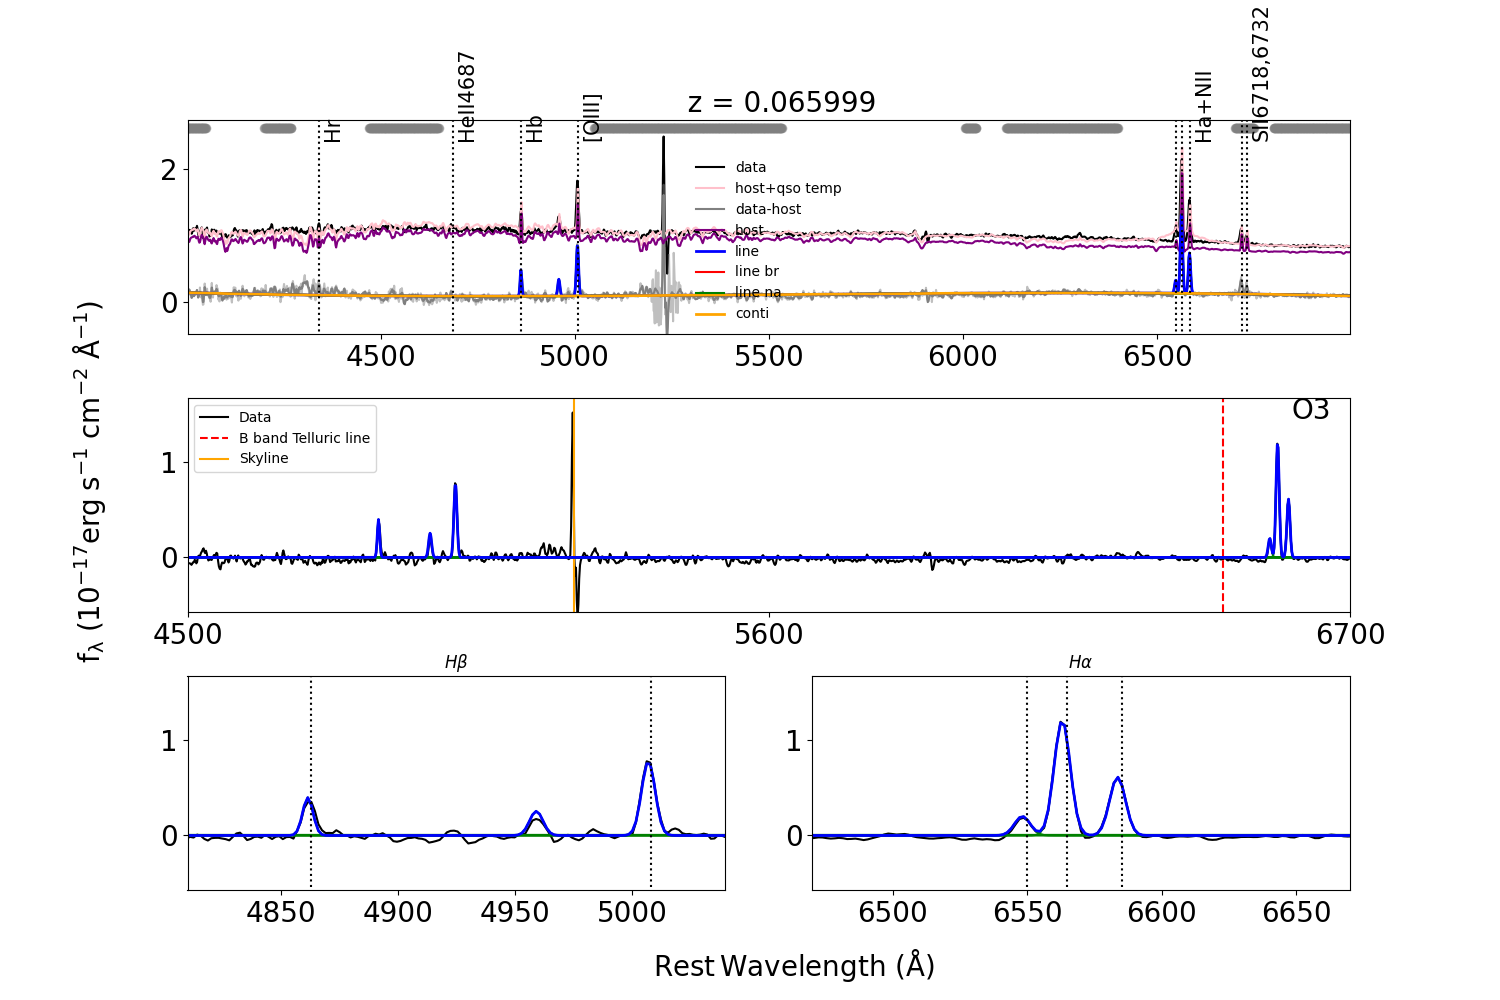 z = 0.065999
Hr
HeII4687
Hb
[OIII]
Ha+NII
SII6718,6732
data
host+qso temp
data-host
host
line
line br
line na
conti
2
0
4500 5000 5500 6000 6500
f_λ (10^{-17} erg s^{-1} cm^{-2} Å^{-1})
Data
B band Telluric line
Skyline
O3
1
0
4500 5600 6700
Hβ
1
0
4850 4900 4950 5000
Hα
1
0
6500 6550 6600 6650
Rest Wavelength (Å)